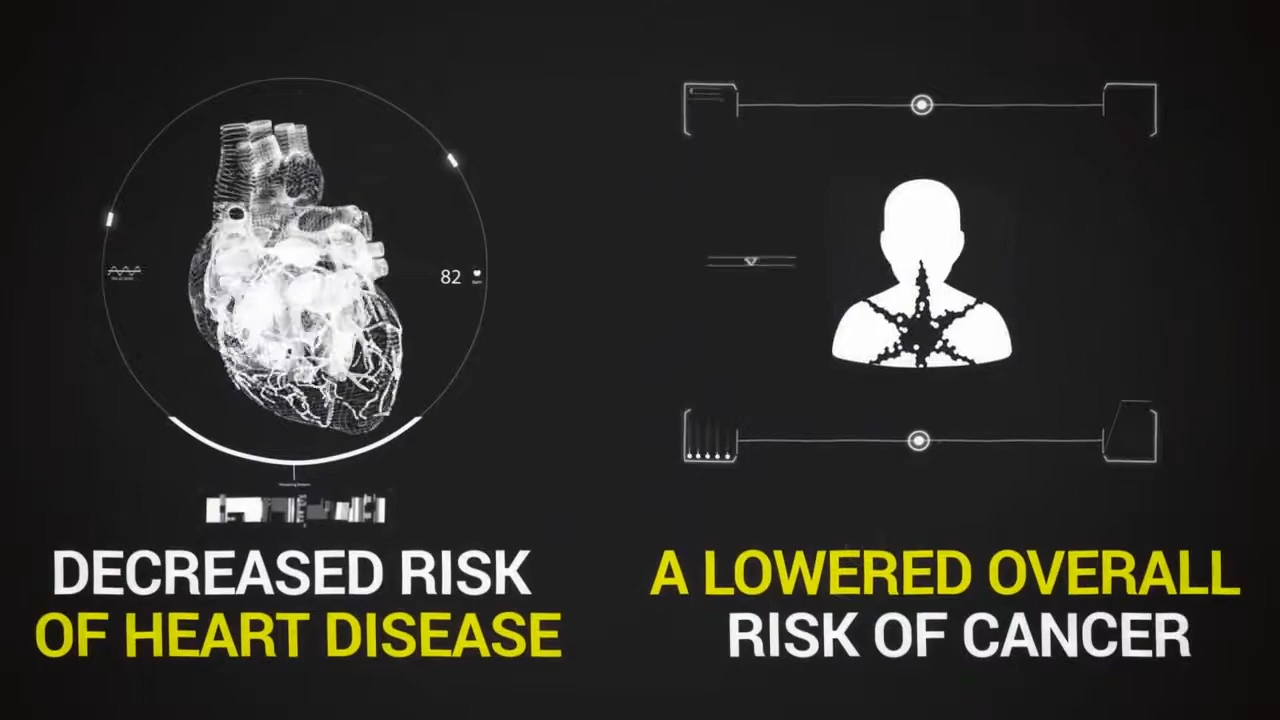 82
DECREASED RISK
OF HEART DISEASE
A LOWERED OVERALL
RISK OF CANCER